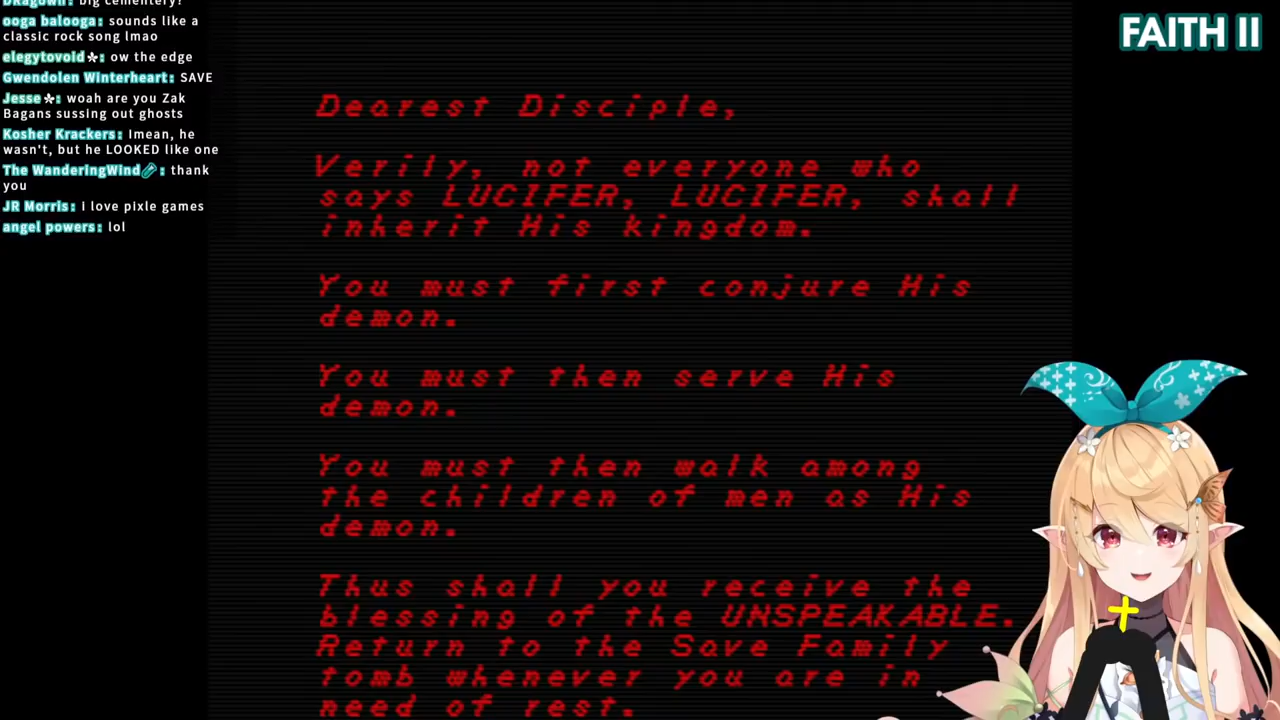 DRagown: big cementery?
ooga balooga: sounds like a
classic rock song lmao
elegytovoid: ow the edge
Gwendolen Winterheart: SAVE
Jesse: woah are you Zak
Bagans sussing out ghosts
Kosher Krackers: Imean, he
wasn't, but he LOOKED like one
The WanderingWind: thank
you
JR Morris: i love pixle games
angel powers: lol
FAITH II
Dearest Disciple,
Verily, not everyone who
says LUCIFER, LUCIFER, shall
inherit His kingdom.
You must first conjure His
demon.
You must then serve His
demon.
You must then walk among
the children of men as His
demon.
Thus shall you receive the
blessing of the UNSPEAKABLE.
Return to the Save Family
tomb whenever you are in
need of rest.